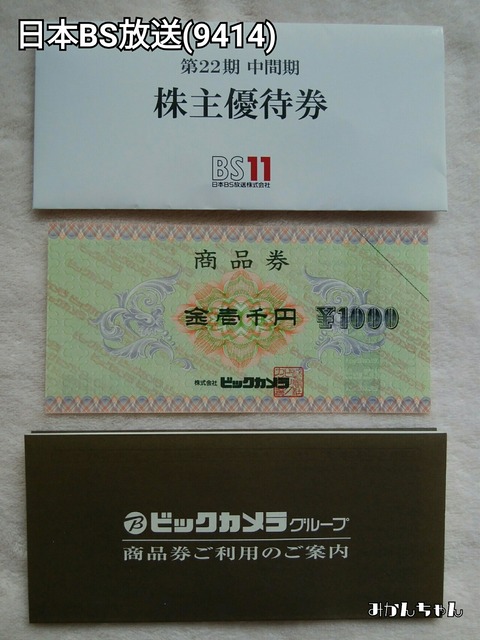 日本BS放送(9414)
第22期 中間期
株主優待券
BS11
日本BS放送株式会社
商品券
金壱千円 ¥1000
株式会社 ビックカメラ
B ビックカメラグループ
商品券ご利用のご案内
みかんちゃん